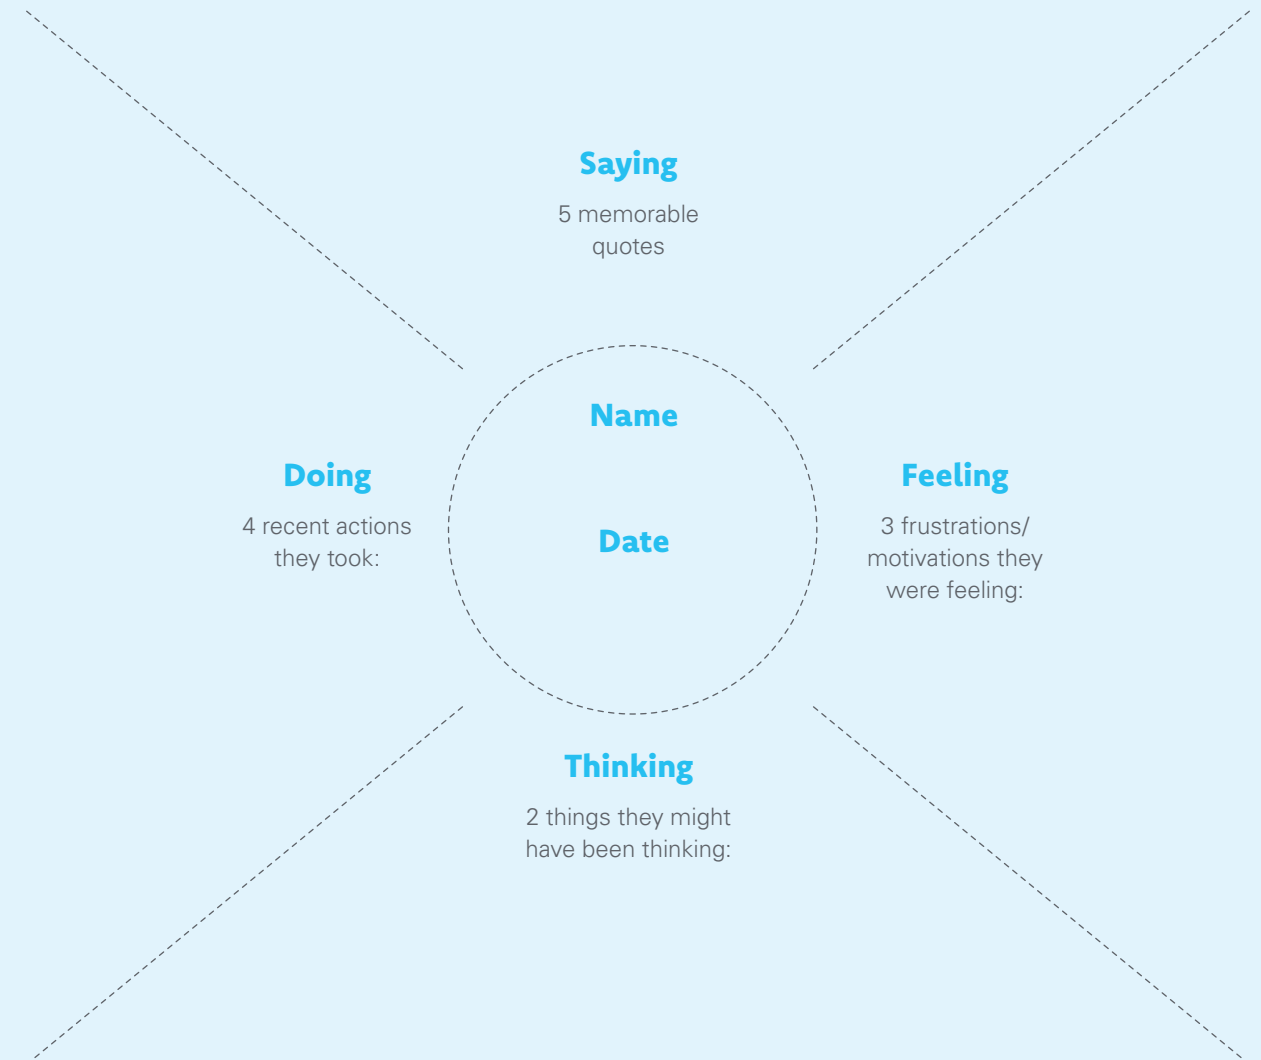 Saying
5 memorable
quotes
Name
Date
Doing
4 recent actions
they took:
Feeling
3 frustrations/
motivations they
were feeling:
Thinking
2 things they might
have been thinking: